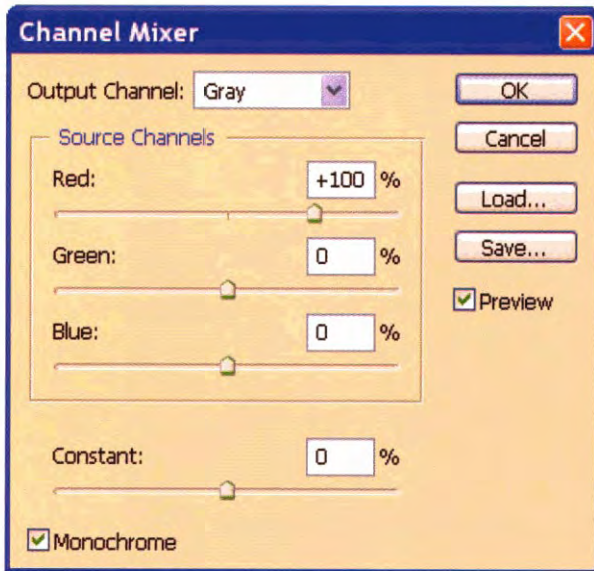 Channel Mixer
Output Channel: Gray
OK
Source Channels
Cancel
Red: +100 %
Load...
Green: 0 %
Save...
Preview
Blue: 0 %
Constant: 0 %
Monochrome